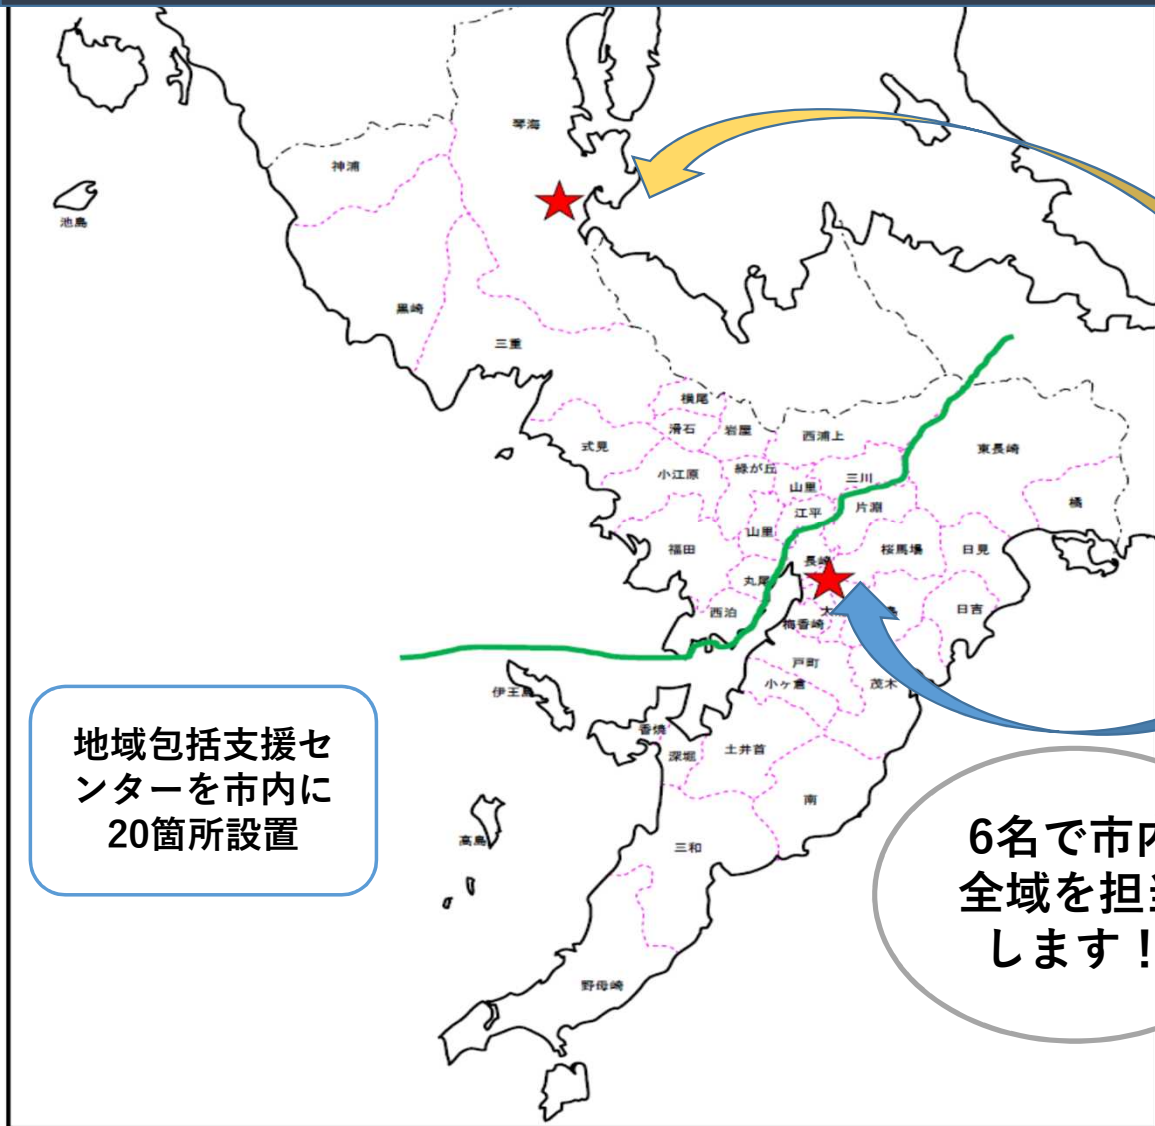 琴海
神浦
池島
黒崎
三重
横尾
滑石
岩屋
西浦上
式見
東長崎
小江原
緑が丘
三川
山里
橘
江平
片淵
山里
福田
桜馬場
日見
長崎
丸尾
西泊
日吉
梅香崎
戸町
小ヶ倉
茂木
伊王島
香焼
深堀
土井首
南
高島
三和
野母崎
地域包括支援セ
ンターを市内に
20箇所設置
6名で市内
全域を担当
します！